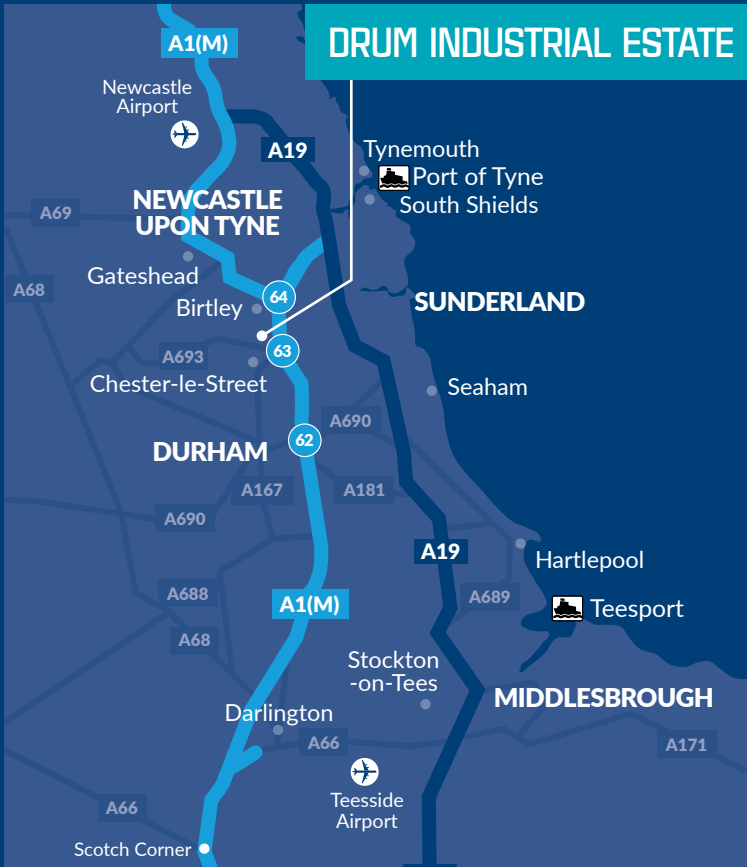 DRUM INDUSTRIAL ESTATE
A1(M)
Newcastle
Airport
A19
Tynemouth
Port of Tyne
South Shields
NEWCASTLE
UPON TYNE
A69
Gateshead
A68
64
Birtley
SUNDERLAND
63
A693
Chester-le-Street
Seaham
A690
62
DURHAM
A167
A181
A690
A19
Hartlepool
A688
A689
A1(M)
Teesport
A68
Stockton
-on-Tees
MIDDLESBROUGH
Darlington
A66
A171
Teesside
Airport
A66
Scotch Corner